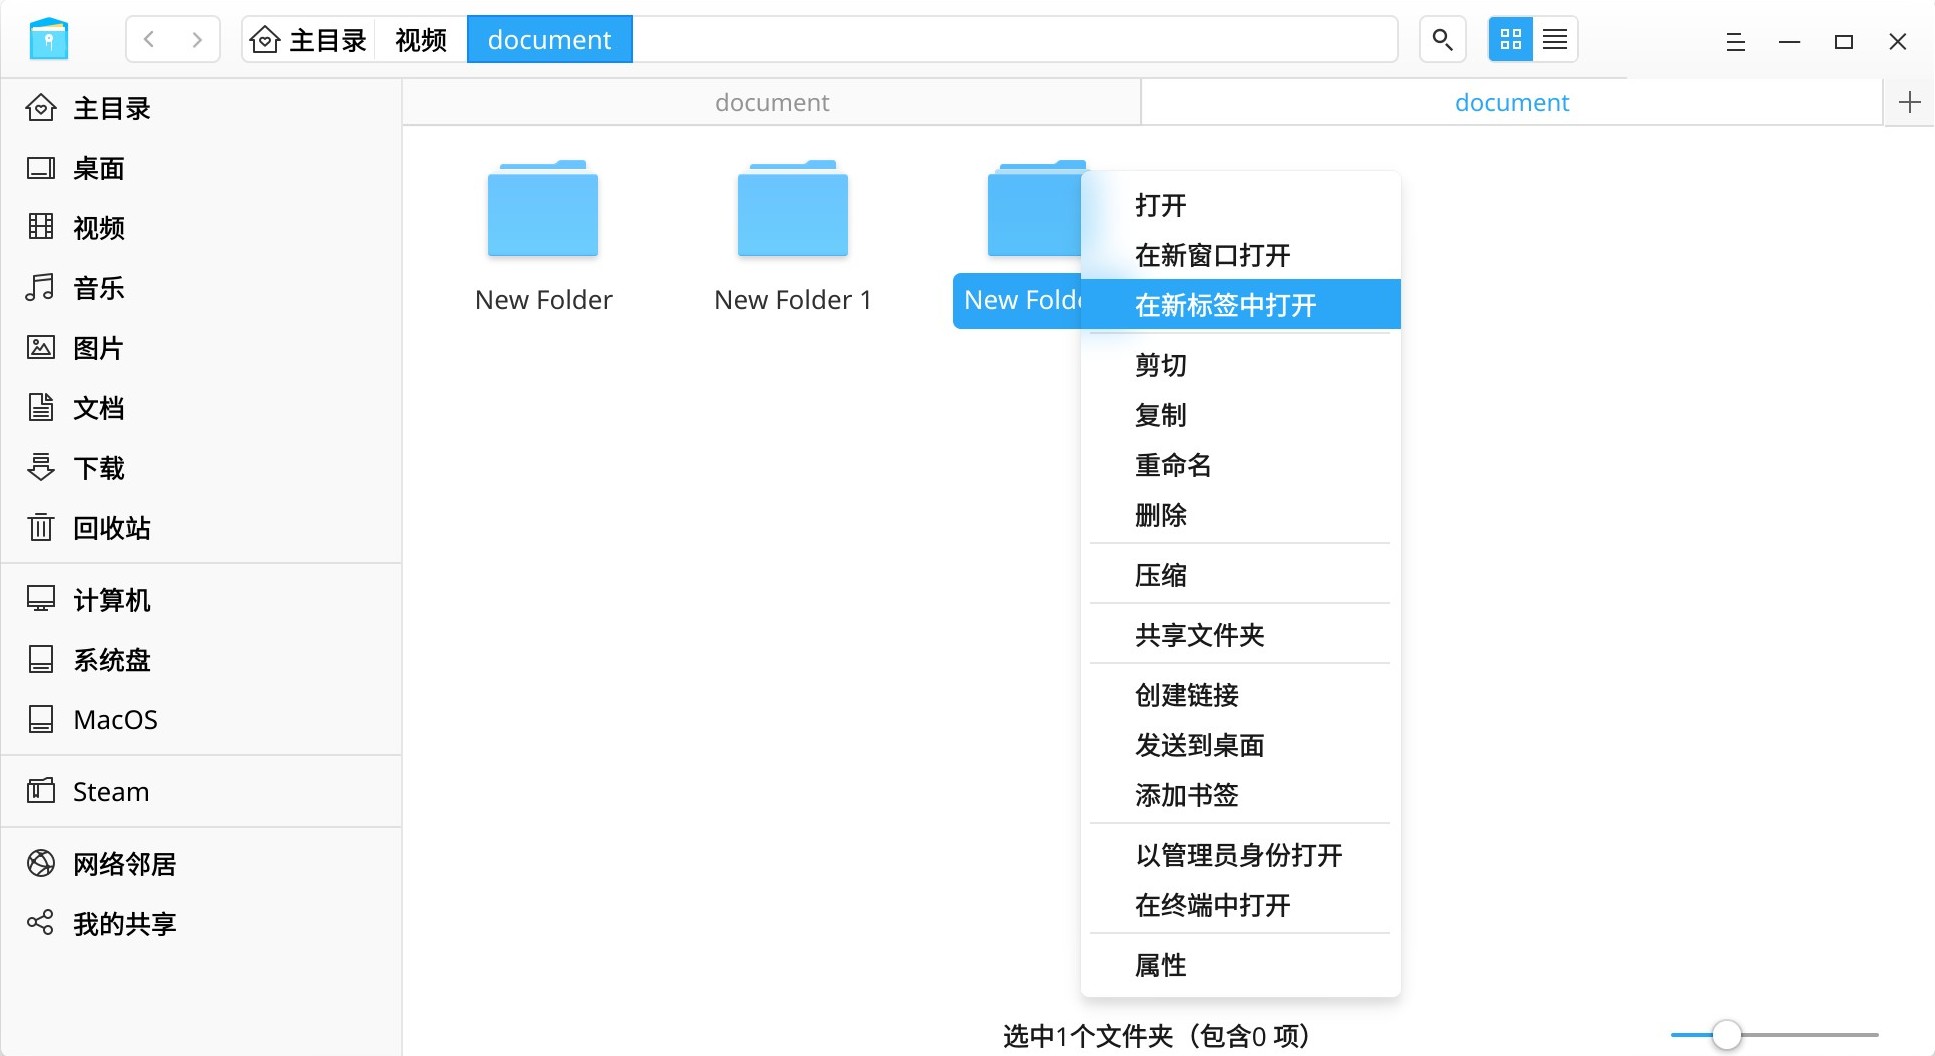 主目录 视频 document
主目录
桌面
视频
音乐
图片
文档
下载
回收站
计算机
系统盘
MacOS
Steam
网络邻居
我的共享
document document
New Folder
New Folder 1
New
打开
在新窗口打开
在新标签中打开
剪切
复制
重命名
删除
压缩
共享文件夹
创建链接
发送到桌面
添加书签
以管理员身份打开
在终端中打开
属性
选中1个文件夹（包含0 项）